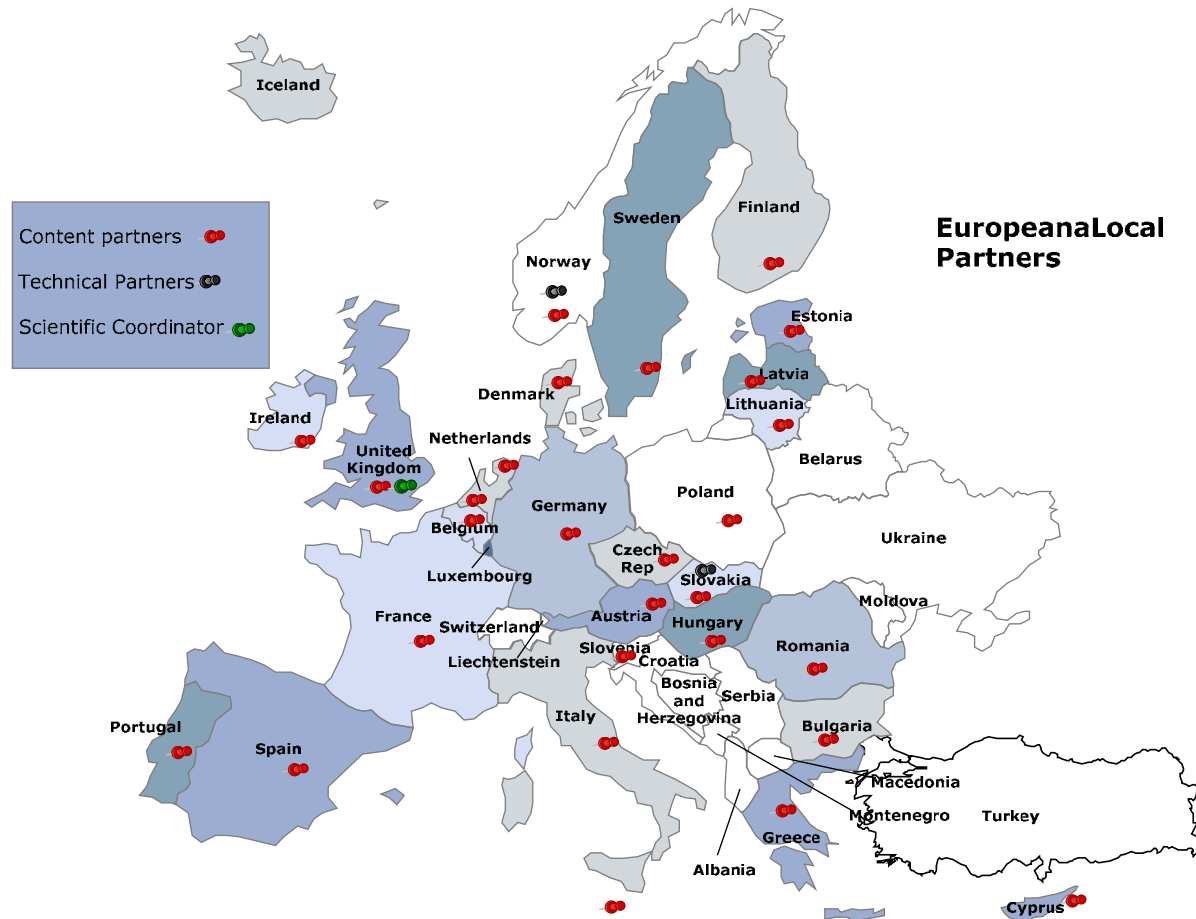 Iceland
Content partners
Technical Partners
Scientific Coordinator
EuropeanaLocal
Partners
Sweden
Finland
Norway
Estonia
Latvia
Lithuania
Denmark
Ireland
Netherlands
United
Kingdom
Belarus
Poland
Germany
Belgium
Ukraine
Czech
Rep
Luxembourg
Slovakia
Moldova
France
Austria
Switzerland
Hungary
Slovenia
Romania
Liechtenstein
Croatia
Bosnia
and
Herzegovina
Serbia
Italy
Portugal
Spain
Bulgaria
Macedonia
Montenegro
Turkey
Greece
Albania
Cyprus